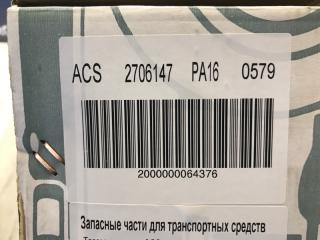 ACS 2706147 PA16 0579
2000000064376
Запасные части для транспортных средств